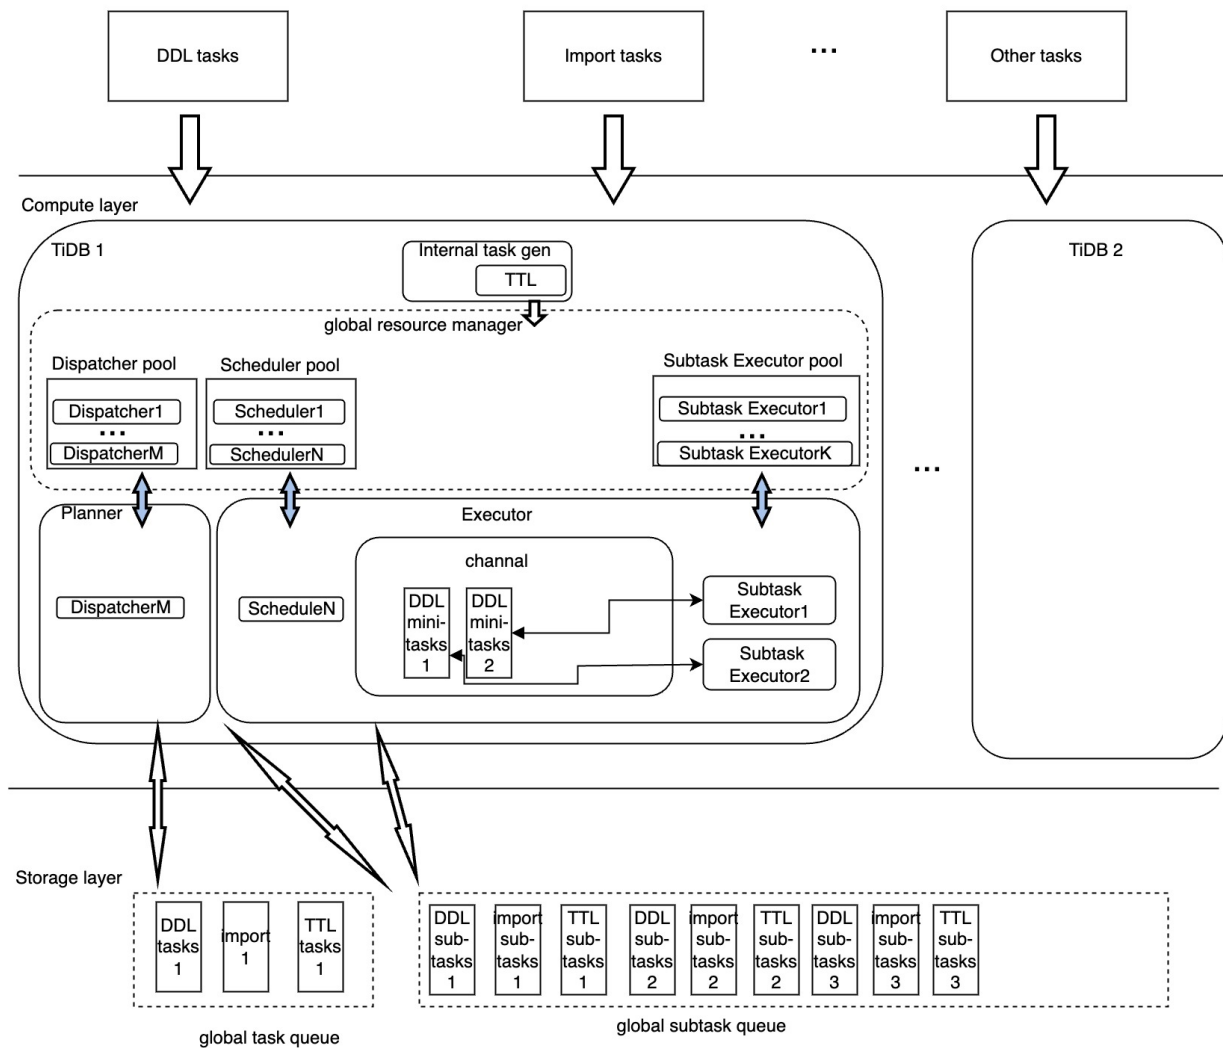 DDL tasks
Import tasks
...
Other tasks
Compute layer
TiDB 1
Internal task gen
TTL
global resource manager
Dispatcher pool
Dispatcher1
...
DispatcherM
Scheduler pool
Scheduler1
...
SchedulerN
Subtask Executor pool
Subtask Executor1
...
Subtask ExecutorK
Planner
DispatcherM
Executor
ScheduleN
channal
DDL
mini-
tasks
1
DDL
mini-
tasks
2
Subtask
Executor1
Subtask
Executor2
...
TiDB 2
Storage layer
DDL
tasks
1
import
1
TTL
tasks
1
global task queue
DDL
sub-
tasks
1
import
sub-
tasks
1
TTL
sub-
tasks
1
DDL
sub-
tasks
2
import
sub-
tasks
2
TTL
sub-
tasks
2
DDL
sub-
tasks
3
import
sub-
tasks
3
TTL
sub-
tasks
3
global subtask queue